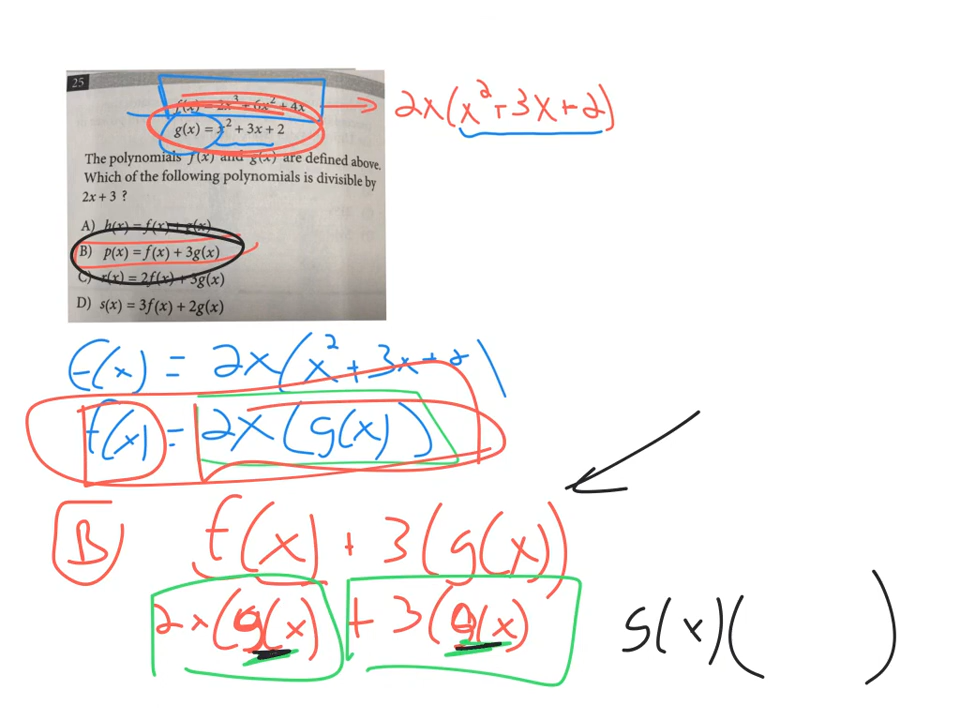 25
f(x) = 2x³ + 6x² + 4x
g(x) = x² + 3x + 2
2x(x² + 3x + 2)
The polynomials f(x) and g(x) are defined above.
Which of the following polynomials is divisible by
2x + 3 ?
A) h(x) = f(x) + g(x)
B) p(x) = f(x) + 3g(x)
C) r(x) = 2f(x) + 3g(x)
D) s(x) = 3f(x) + 2g(x)
f(x) = 2x(x² + 3x + 2)
f(x) = 2x(g(x))
B f(x) + 3(g(x))
2x(g(x) + 3(g(x)
g(x)( )